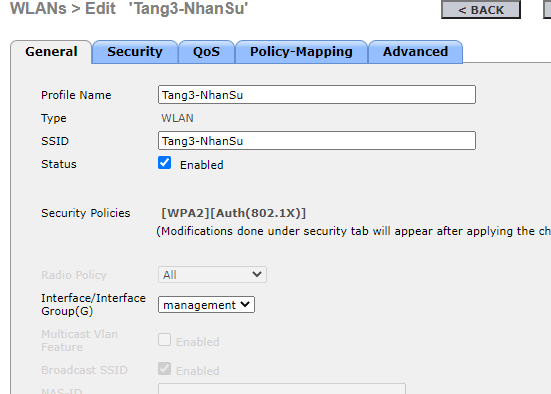 WLANs > Edit 'Tang3-NhanSu'
< BACK
General Security QoS Policy-Mapping Advanced
Profile Name Tang3-NhanSu
Type WLAN
SSID Tang3-NhanSu
Status Enabled
Security Policies [WPA2][Auth(802.1X)]
(Modifications done under security tab will appear after applying the ch
Radio Policy All
Interface/Interface
Group(G) management
Multicast Vlan
Feature Enabled
Broadcast SSID Enabled
NAS-ID